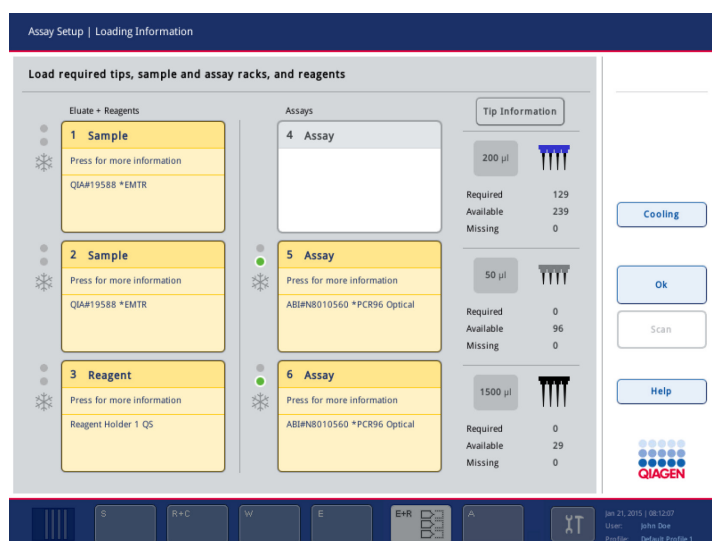 Assay Setup | Loading Information
Load required tips, sample and assay racks, and reagents
Eluate + Reagents
1 Sample
Press for more information
QIA#19588 *EMTR
2 Sample
Press for more information
QIA#19588 *EMTR
3 Reagent
Press for more information
Reagent Holder 1 QS
Assays
4 Assay
5 Assay
Press for more information
ABI#N8010560 *PCR96 Optical
6 Assay
Press for more information
ABI#N8010560 *PCR96 Optical
Tip Information
200 µl
Required 129
Available 239
Missing 0
50 µl
Required 0
Available 96
Missing 0
1500 µl
Required 0
Available 29
Missing 0
Cooling
Ok
Scan
Help
QIAGEN
S
R+C
W
E
E+R
A
Jan 21, 2015 | 08:12:07
User: John Doe
Profile: Default Profile 1